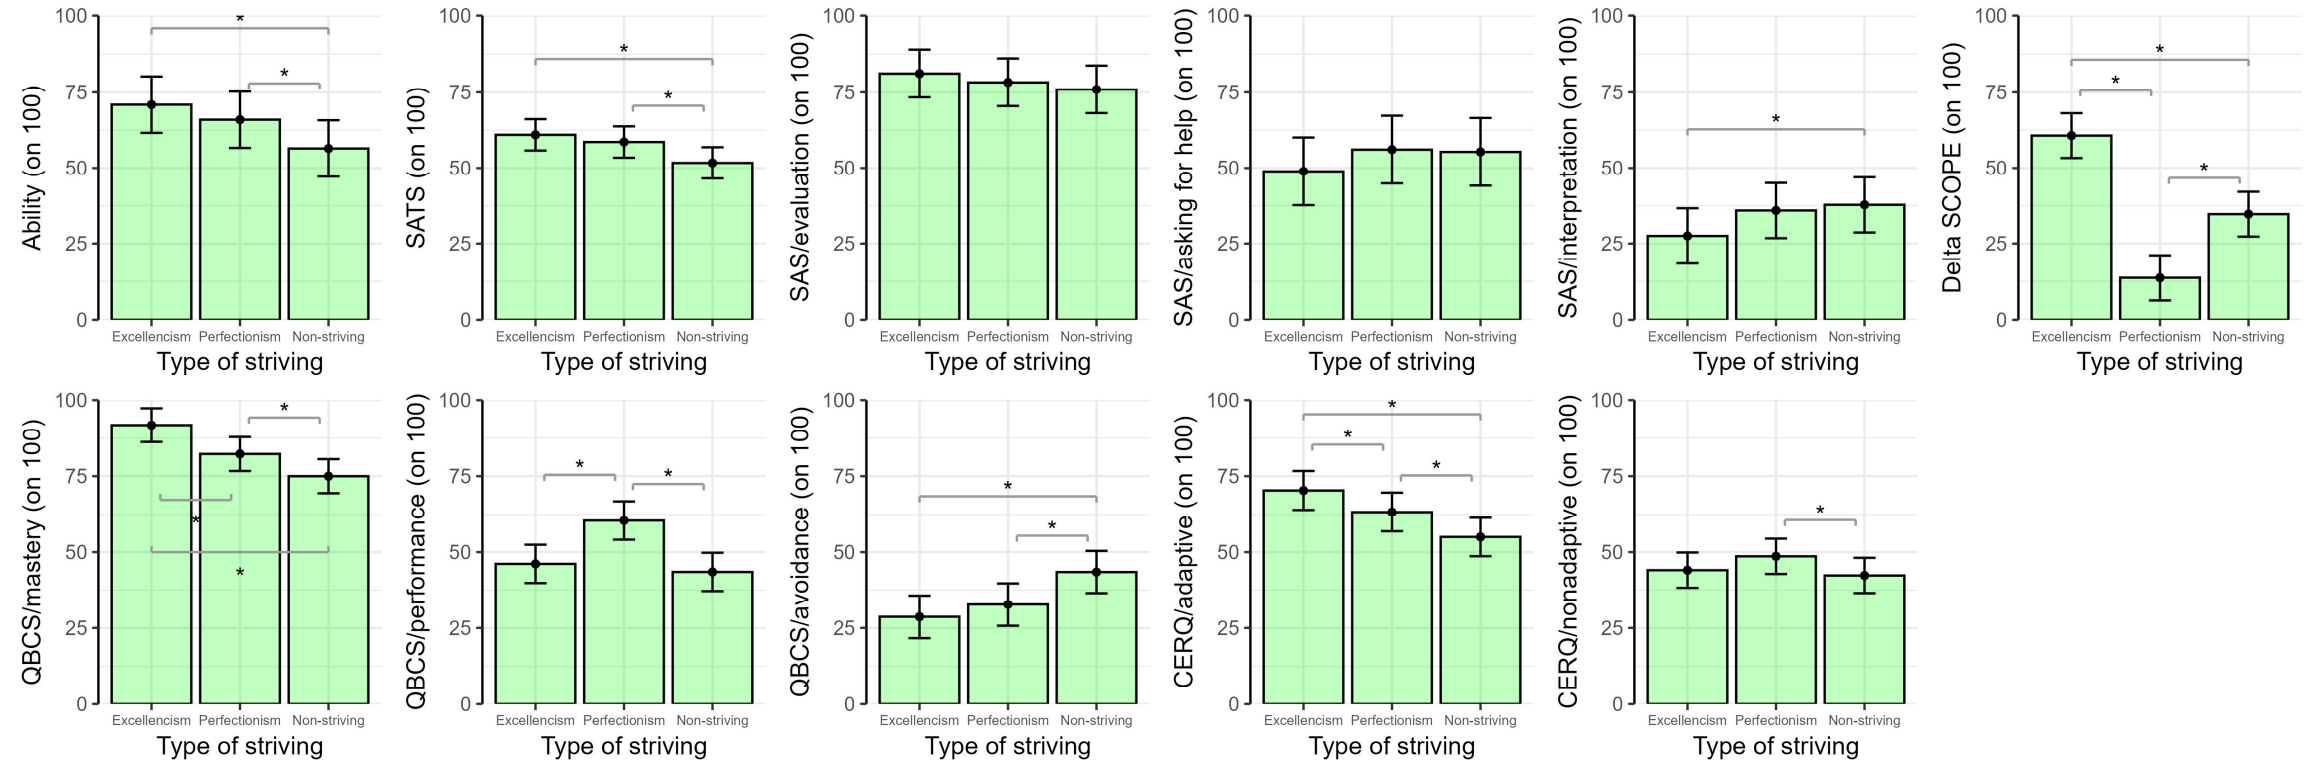 Ability (on 100)
100
75
50
25
0
*
*
Excellencism Perfectionism Non-striving
Type of striving
SATS (on 100)
100
75
50
25
0
*
*
Excellencism Perfectionism Non-striving
Type of striving
SAS/evaluation (on 100)
100
75
50
25
0
Excellencism Perfectionism Non-striving
Type of striving
SAS/asking for help (on 100)
100
75
50
25
0
Excellencism Perfectionism Non-striving
Type of striving
SAS/interpretation (on 100)
100
75
50
25
0
*
Excellencism Perfectionism Non-striving
Type of striving
Delta SCOPE (on 100)
100
75
50
25
0
*
*
*
Excellencism Perfectionism Non-striving
Type of striving
QBCS/mastery (on 100)
100
75
50
25
0
*
*
*
Excellencism Perfectionism Non-striving
Type of striving
QBCS/performance (on 100)
100
75
50
25
0
*
*
Excellencism Perfectionism Non-striving
Type of striving
QBCS/avoidance (on 100)
100
75
50
25
0
*
*
Excellencism Perfectionism Non-striving
Type of striving
CERQ/adaptive (on 100)
100
75
50
25
0
*
*
*
Excellencism Perfectionism Non-striving
Type of striving
CERQ/nonadaptive (on 100)
100
75
50
25
0
*
Excellencism Perfectionism Non-striving
Type of striving